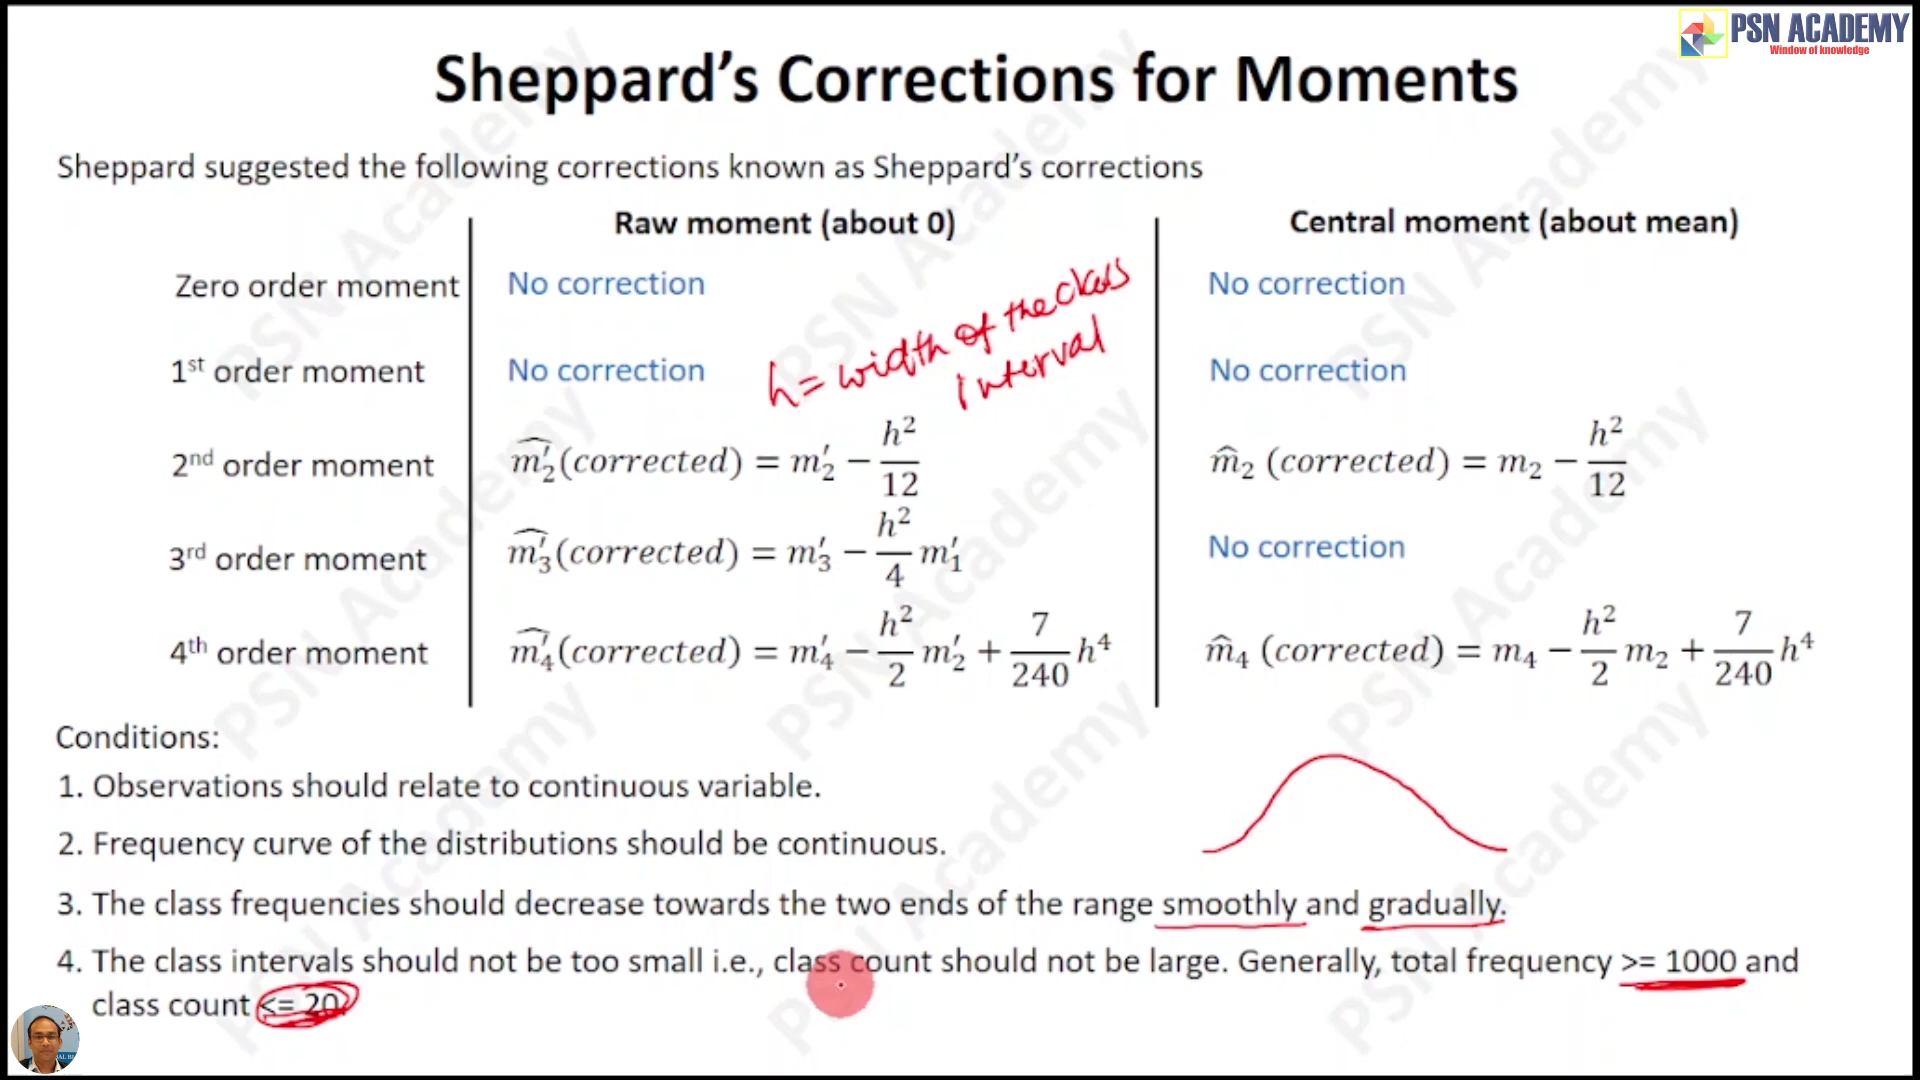 PSN ACADEMY
Window of knowledge
Sheppard's Corrections for Moments
Sheppard suggested the following corrections known as Sheppard's corrections
Raw moment (about 0)
Central moment (about mean)
Zero order moment No correction No correction
h = width of the class
interval
1st order moment No correction No correction
2nd order moment m̂₂′(corrected) = m₂′ − h²/12 m̂₂ (corrected) = m₂ − h²/12
3rd order moment m̂₃′(corrected) = m₃′ − h²/4 m₁′ No correction
4th order moment m̂₄′(corrected) = m₄′ − h²/2 m₂′ + 7/240 h⁴ m̂₄ (corrected) = m₄ − h²/2 m₂ + 7/240 h⁴
Conditions:
1. Observations should relate to continuous variable.
2. Frequency curve of the distributions should be continuous.
3. The class frequencies should decrease towards the two ends of the range smoothly and gradually.
4. The class intervals should not be too small i.e., class count should not be large. Generally, total frequency >= 1000 and
class count <= 20